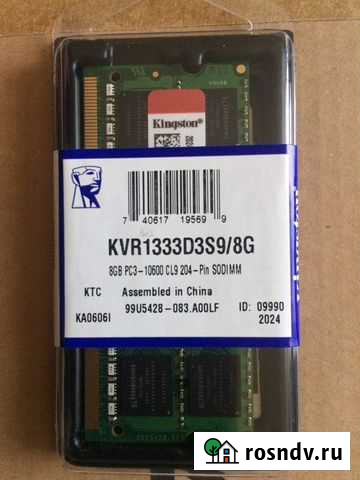 Kingston
7 40617 19569 9
KVR1333D3S9/8G
8GB PC3-10600 CL9 204-Pin SODIMM
KTC Assembled in China
99U5428-083.A00LF ID: 09990
KA0606I 2024
rosndv.ru